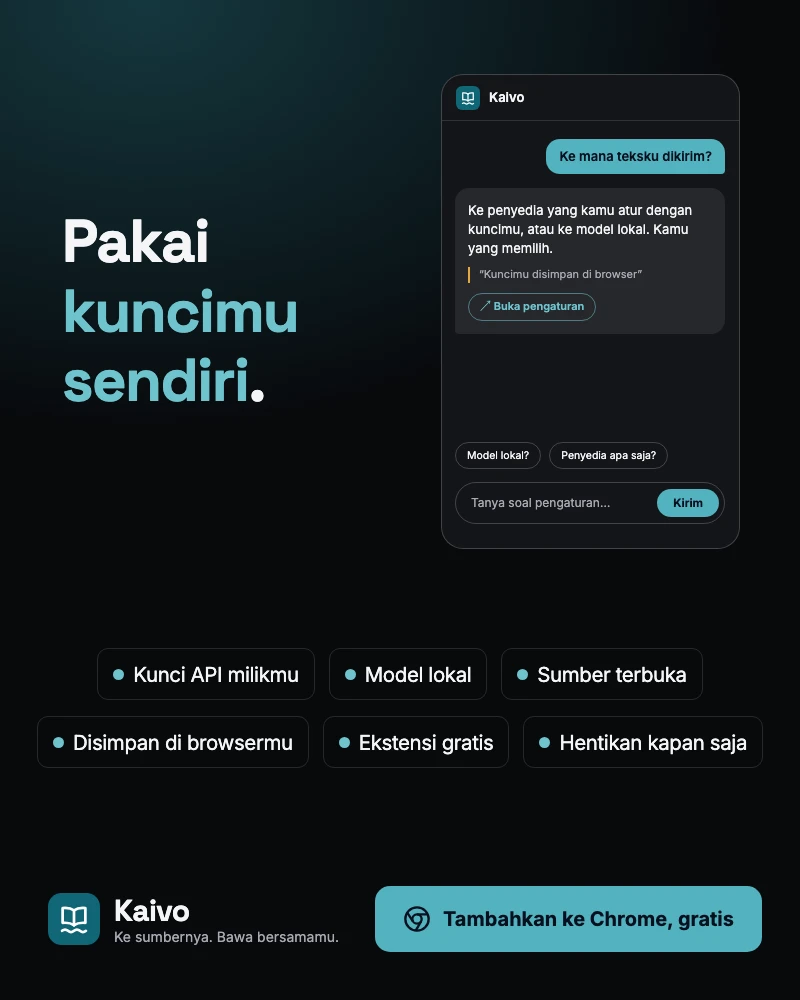 Pakai
kuncimu
sendiri.
Kaivo
Ke mana teksku dikirim?
Ke penyedia yang kamu atur dengan
kuncimu, atau ke model lokal. Kamu
yang memilih.
"Kuncimu disimpan di browser"
↗ Buka pengaturan
Model lokal?
Penyedia apa saja?
Tanya soal pengaturan...
Kirim
Kunci API milikmu
Model lokal
Sumber terbuka
Disimpan di browsermu
Ekstensi gratis
Hentikan kapan saja
Kaivo
Ke sumbernya. Bawa bersamamu.
Tambahkan ke Chrome, gratis